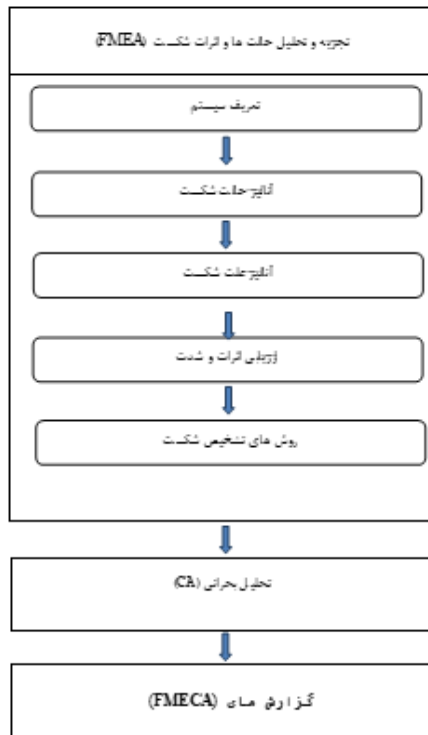 تجزیه و تحلیل حالت ها و اثرات شکست (FMEA)
تعریف سیستم
آنالیز حالت شکست
آنالیز علت شکست
ارزیابی اثرات و شدت
روش های تشخیص شکست
تحلیل بحرانی (CA)
گزارش های (FMECA)